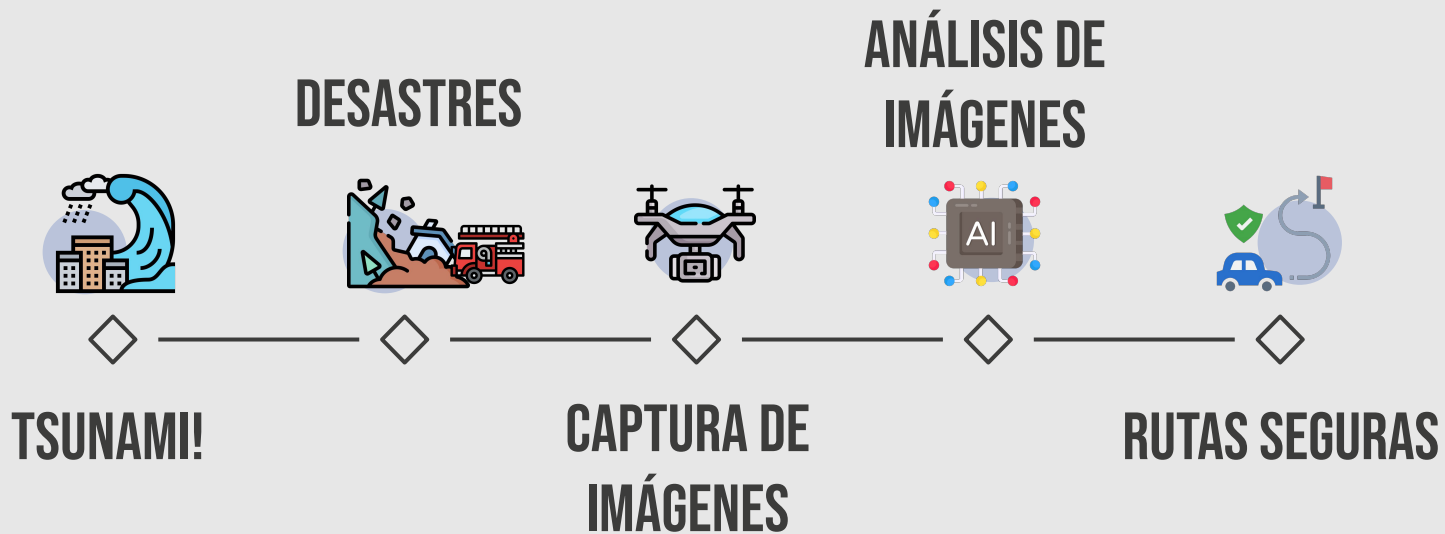 TSUNAMI!
DESASTRES
CAPTURA DE
IMÁGENES
ANÁLISIS DE
IMÁGENES
AI
RUTAS SEGURAS